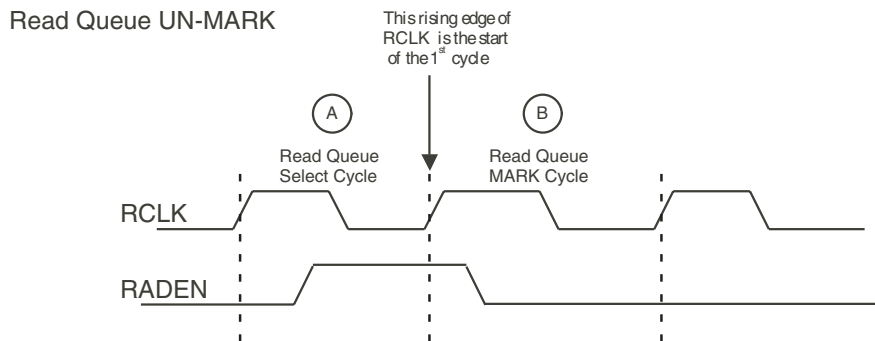 Read Queue UN-MARK
This rising edge of
RCLK is the start
of the 1st cycle
A
B
Read Queue
Select Cycle
Read Queue
MARK Cycle
RCLK
RADEN